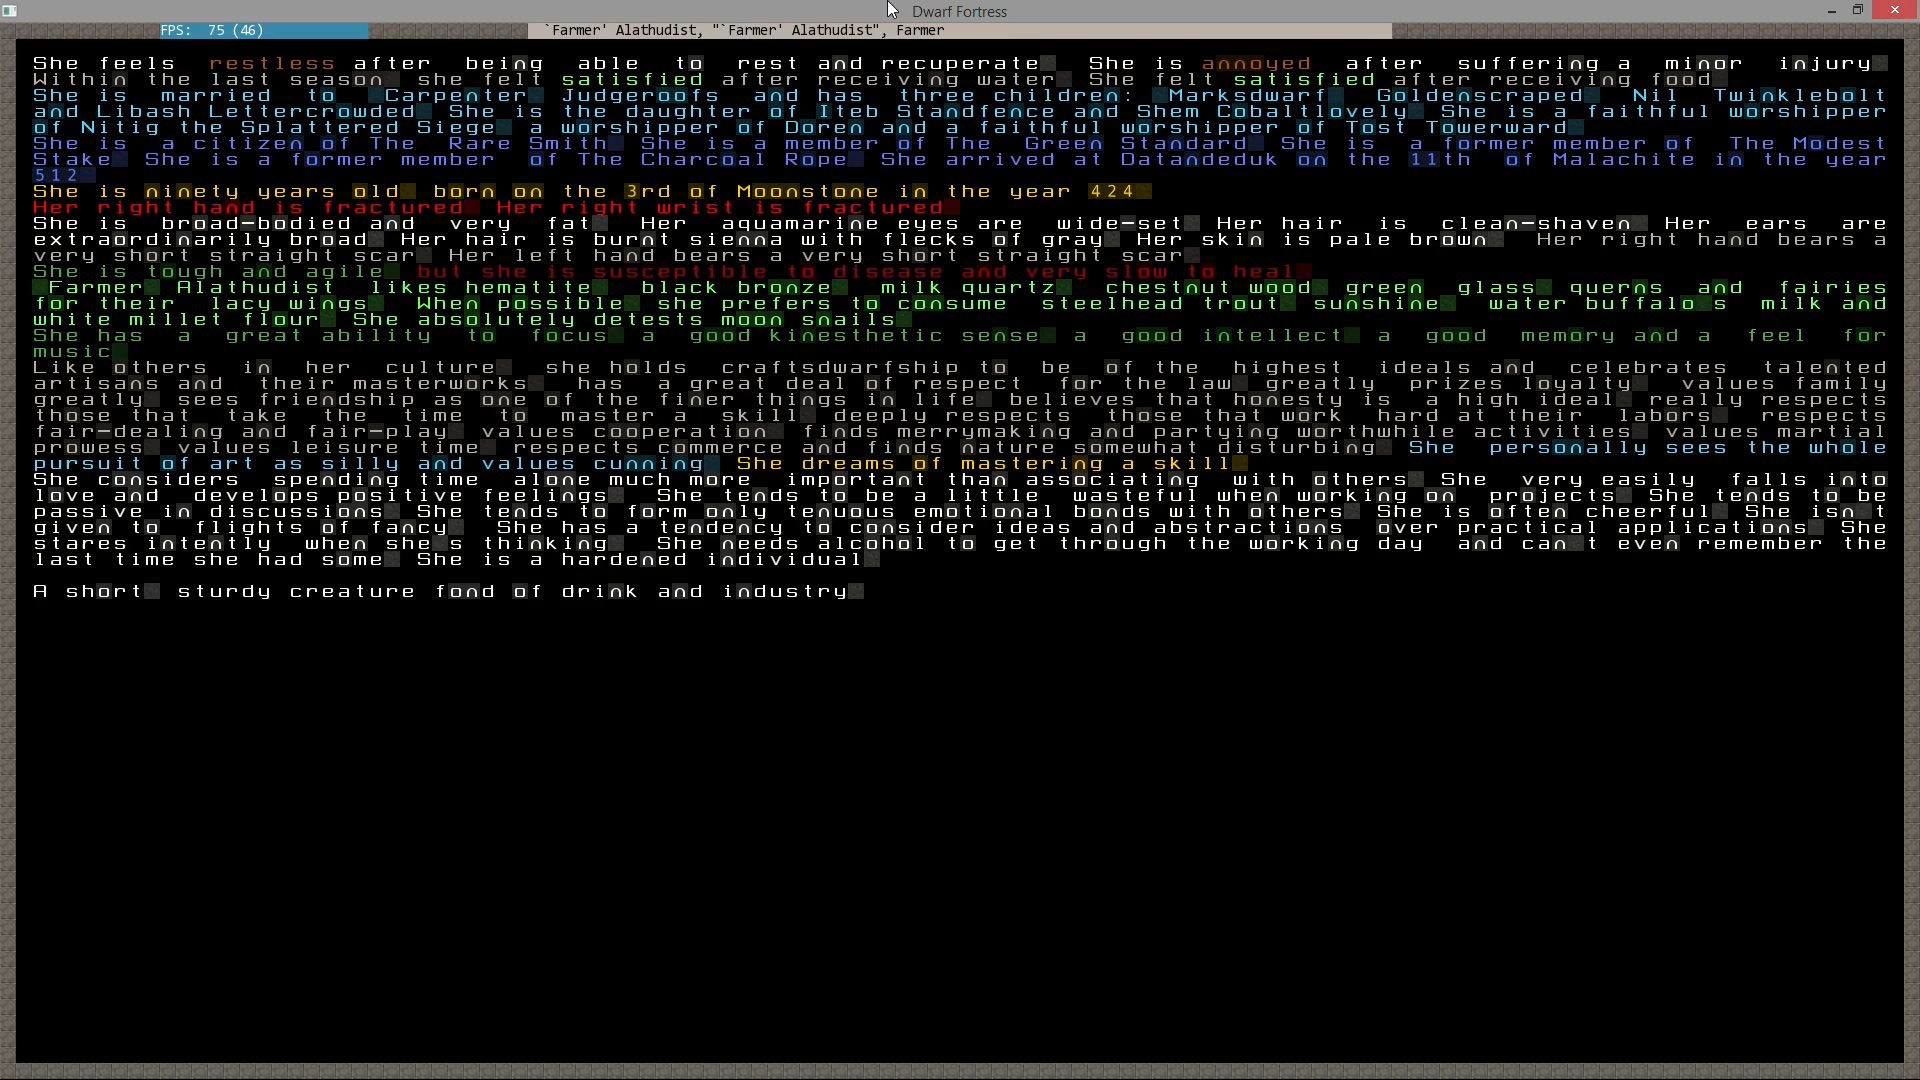 Dwarf Fortress
FPS: 75 (46) `Farmer' Alathudist, "`Farmer' Alathudist", Farmer
She feels restless after being able to rest and recuperate. She is annoyed after suffering a minor injury.
Within the last season, she felt satisfied after receiving water. She felt satisfied after receiving food.
She is married to `Carpenter' Judgeroofs and has three children: `Marksdwarf' Goldenscraped, Nil Twinklebolt
and Libash Lettercrowded. She is the daughter of Iteb Standfence and Shem Cobaltlovely. She is a faithful worshipper
of Nitig the Splattered Siege, a worshipper of Doren and a faithful worshipper of Tost Towerward.
She is a citizen of The Rare Smith. She is a member of The Green Standard. She is a former member of The Modest
Stake. She is a former member of The Charcoal Rope. She arrived at Datandeduk on the 11th of Malachite in the year
512.
She is ninety years old, born on the 3rd of Moonstone in the year 424.
Her right hand is fractured. Her right wrist is fractured.
She is broad-bodied and very fat. Her aquamarine eyes are wide-set. Her hair is clean-shaven. Her ears are
extraordinarily broad. Her hair is burnt sienna with flecks of gray. Her skin is pale brown. Her right hand bears a
very short straight scar. Her left hand bears a very short straight scar.
She is tough and agile, but she is susceptible to disease and very slow to heal.
`Farmer' Alathudist likes hematite, black bronze, milk quartz, chestnut wood, green glass, querns and fairies
for their lacy wings. When possible, she prefers to consume steelhead trout, sunshine, water buffalo's milk and
white millet flour. She absolutely detests moon snails.
She has a great ability to focus, a good kinesthetic sense, a good intellect, a good memory and a feel for
music.
Like others in her culture, she holds craftsdwarfship to be of the highest ideals and celebrates talented
artisans and their masterworks, has a great deal of respect for the law, greatly prizes loyalty, values family
greatly, sees friendship as one of the finer things in life, believes that honesty is a high ideal, really respects
those that take the time to master a skill, deeply respects those that work hard at their labors, respects
fair-dealing and fair-play, values cooperation, finds merrymaking and partying worthwhile activities, values martial
prowess, values leisure time, respects commerce and finds nature somewhat disturbing. She personally sees the whole
pursuit of art as silly and values cunning. She dreams of mastering a skill.
She considers spending time alone much more important than associating with others. She very easily falls into
love and develops positive feelings. She tends to be a little wasteful when working on projects. She tends to be
passive in discussions. She tends to form only tenuous emotional bonds with others. She is often cheerful. She isn't
given to flights of fancy. She has a tendency to consider ideas and abstractions over practical applications. She
stares intently when she's thinking. She needs alcohol to get through the working day and can't even remember the
last time she had some. She is a hardened individual.
A short, sturdy creature fond of drink and industry.